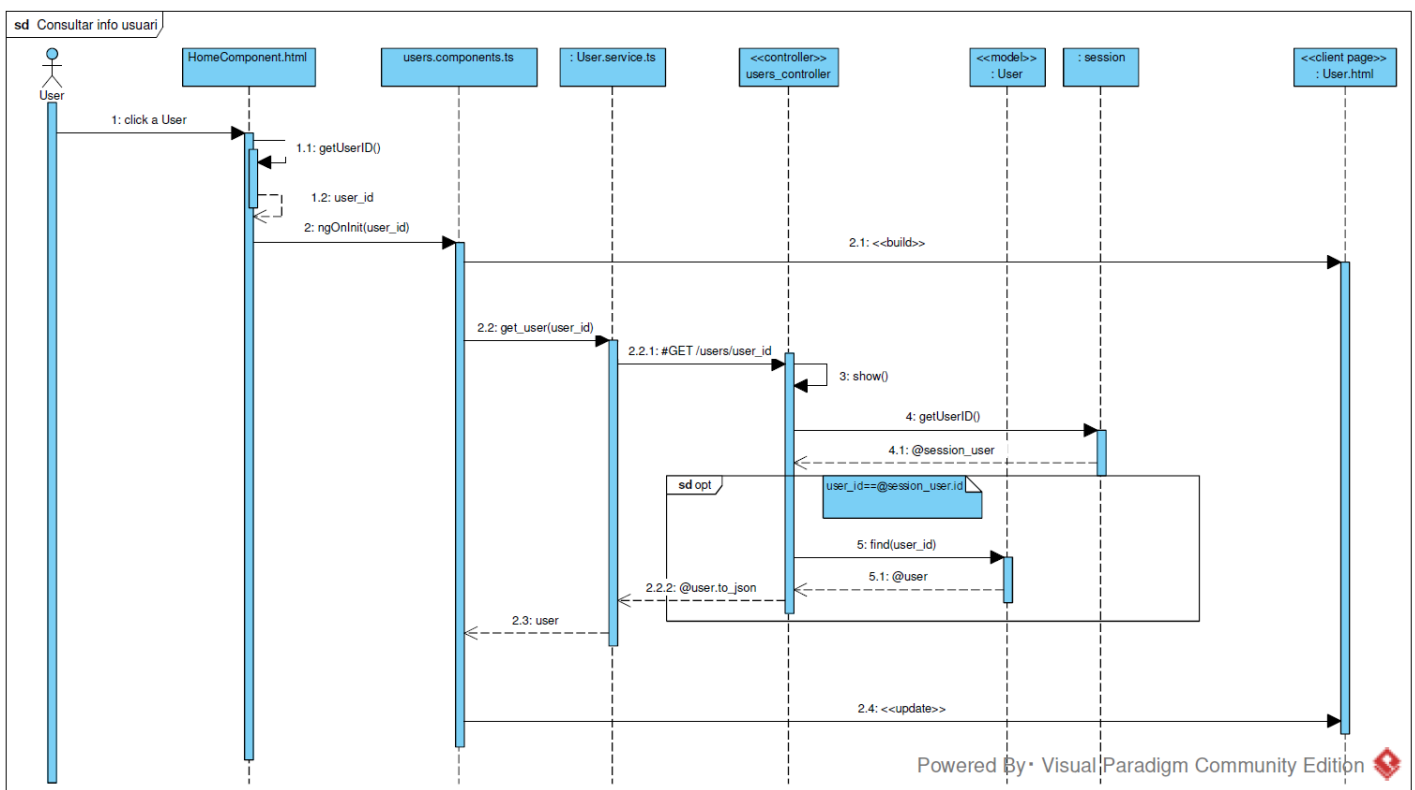 sd Consultar info usuari
User
HomeComponent.html
users.components.ts
: User.service.ts
<<controller>>
users_controller
<<model>>
: User
: session
<<client page>>
: User.html
1: click a User
1.1: getUserID()
1.2: user_id
2: ngOnInit(user_id)
2.1: <<build>>
2.2: get_user(user_id)
2.2.1: #GET /users/user_id
3: show()
4: getUserID()
4.1: @session_user
sd opt
user_id==@session_user.id
5: find(user_id)
5.1: @user
2.2.2: @user.to_json
2.3: user
2.4: <<update>>
Powered By · Visual Paradigm Community Edition